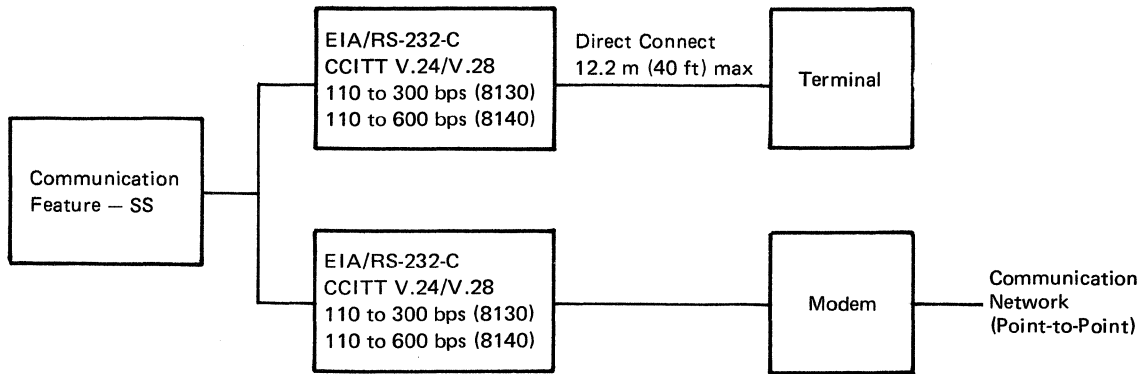 Communication
Feature — SS
EIA/RS-232-C
CCITT V.24/V.28
110 to 300 bps (8130)
110 to 600 bps (8140)
Direct Connect
12.2 m (40 ft) max
Terminal
EIA/RS-232-C
CCITT V.24/V.28
110 to 300 bps (8130)
110 to 600 bps (8140)
Modem
Communication
Network
(Point-to-Point)